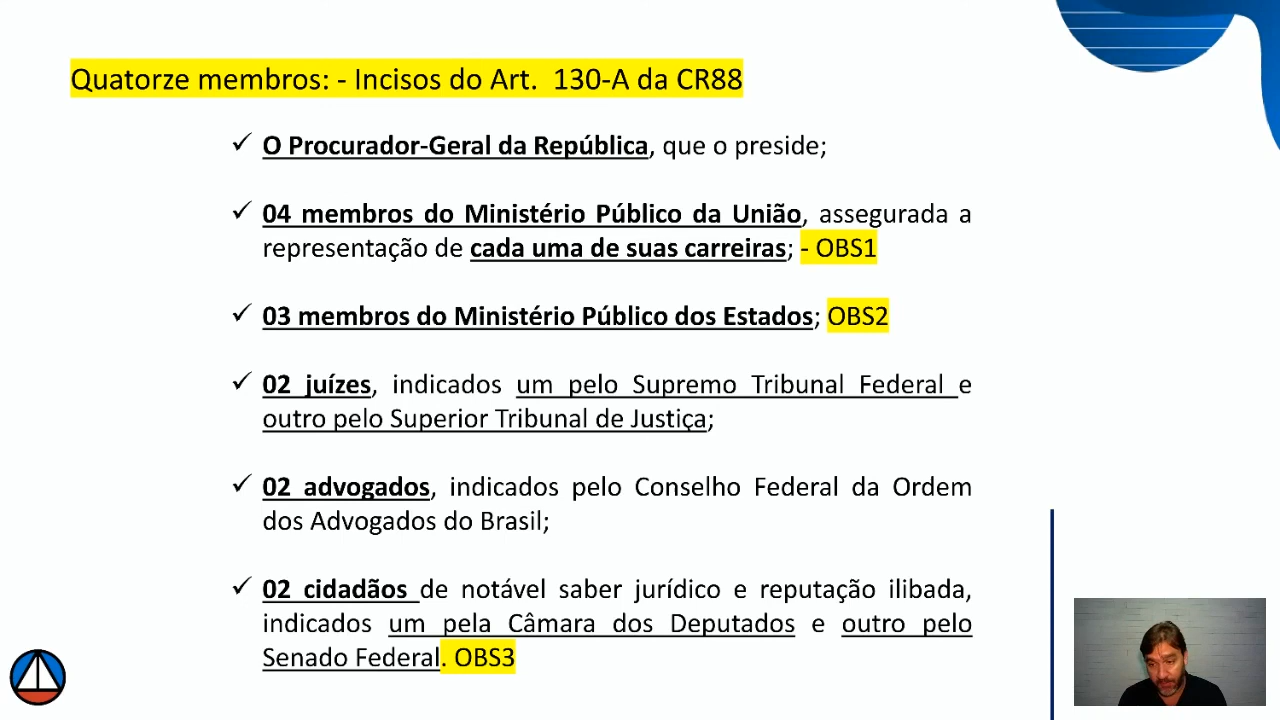 Quatorze membros: - Incisos do Art. 130-A da CR88
✓ O Procurador-Geral da República, que o preside;
✓ 04 membros do Ministério Público da União, assegurada a
representação de cada uma de suas carreiras; - OBS1
✓ 03 membros do Ministério Público dos Estados; OBS2
✓ 02 juízes, indicados um pelo Supremo Tribunal Federal e
outro pelo Superior Tribunal de Justiça;
✓ 02 advogados, indicados pelo Conselho Federal da Ordem
dos Advogados do Brasil;
✓ 02 cidadãos de notável saber jurídico e reputação ilibada,
indicados um pela Câmara dos Deputados e outro pelo
Senado Federal. OBS3